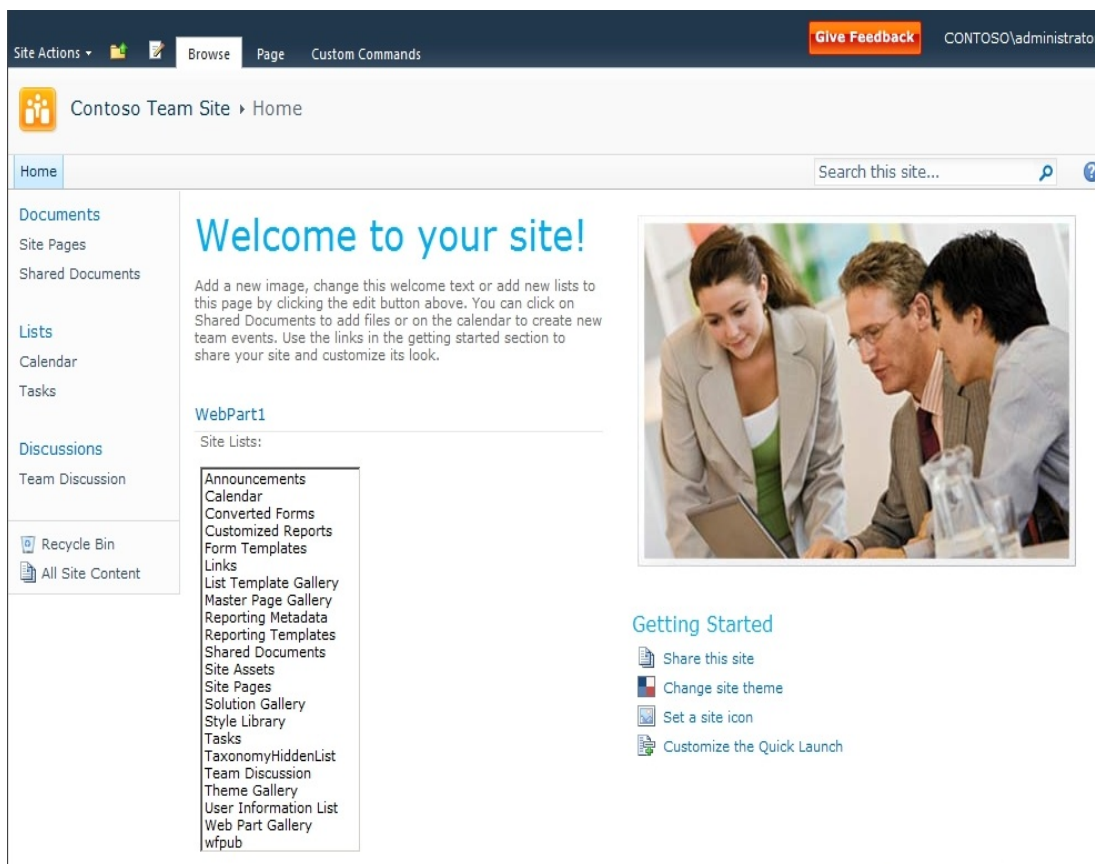 Site Actions
Browse
Page
Custom Commands
Give Feedback
CONTOSO\administrato
Contoso Team Site ▸ Home
Home
Search this site...
Documents
Site Pages
Shared Documents
Lists
Calendar
Tasks
Discussions
Team Discussion
Recycle Bin
All Site Content
Welcome to your site!
Add a new image, change this welcome text or add new lists to
this page by clicking the edit button above. You can click on
Shared Documents to add files or on the calendar to create new
team events. Use the links in the getting started section to
share your site and customize its look.
WebPart1
Site Lists:
Announcements
Calendar
Converted Forms
Customized Reports
Form Templates
Links
List Template Gallery
Master Page Gallery
Reporting Metadata
Reporting Templates
Shared Documents
Site Assets
Site Pages
Solution Gallery
Style Library
Tasks
TaxonomyHiddenList
Team Discussion
Theme Gallery
User Information List
Web Part Gallery
wfpub
Getting Started
Share this site
Change site theme
Set a site icon
Customize the Quick Launch